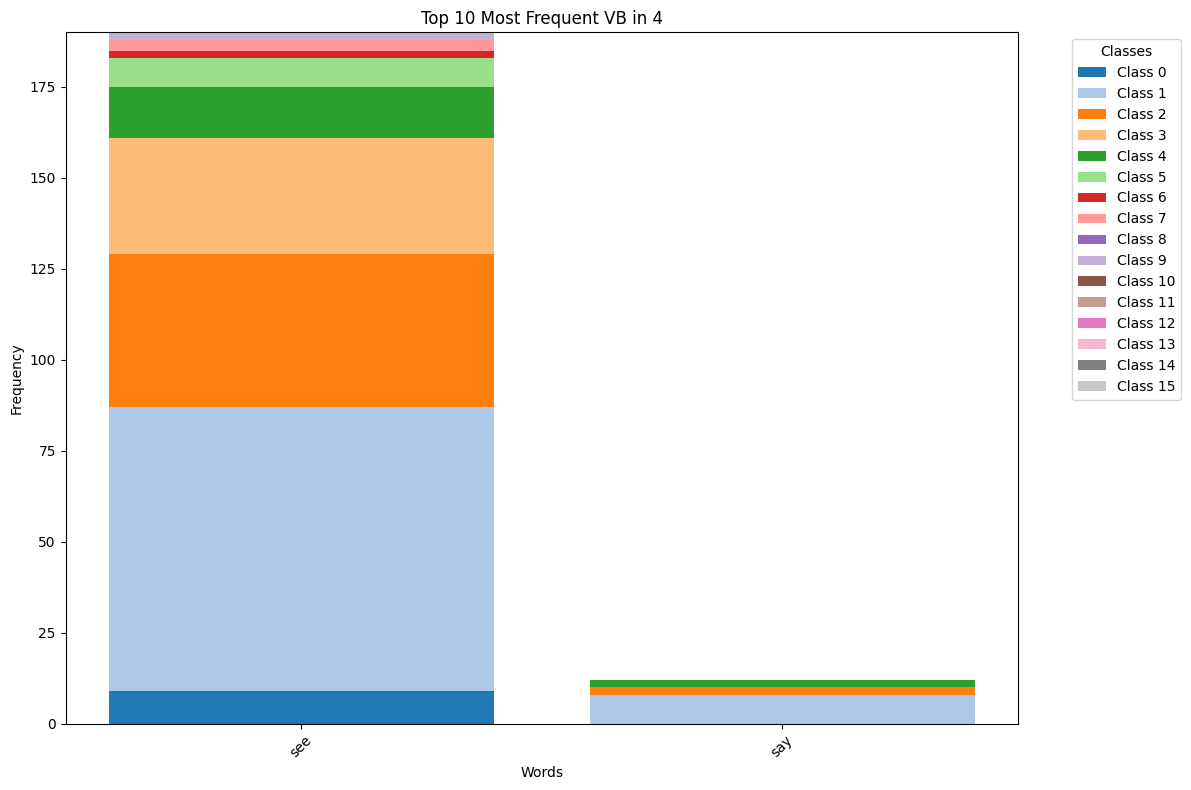 Top 10 Most Frequent VB in 4
Frequency
175
150
125
100
75
50
25
0
see
say
Words
Classes
Class 0
Class 1
Class 2
Class 3
Class 4
Class 5
Class 6
Class 7
Class 8
Class 9
Class 10
Class 11
Class 12
Class 13
Class 14
Class 15